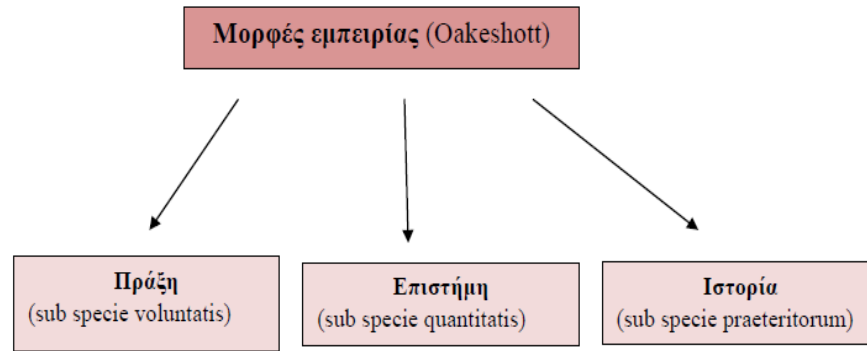 Μορφές εμπειρίας (Oakeshott)
Πράξη
(sub specie voluntatis)
Επιστήμη
(sub specie quantitatis)
Ιστορία
(sub specie praeteritorum)